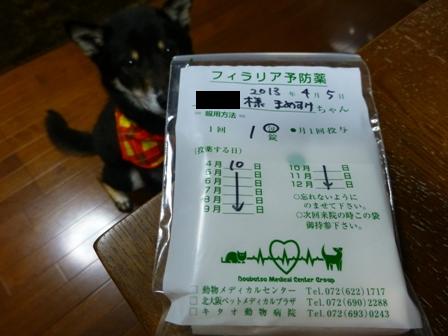 フィラリア予防薬
2013年4月5日
様 まめすけちゃん
＝服用方法＝
1回 1 個 錠 ●月1回投与
(投薬する日)
4月 10 日 10月 日
5月 日 11月 日
6月 日 12月 日
7月 日 ○忘れないように
8月 日 のませて下さい。
9月 日 ○次回来院の時この袋
御持参下さい。
Doubutsu Medical Center Group
□動物メディカルセンター Tel.072(622)1717
□北大阪ペットメディカルプラザ Tel.072(690)2288
□キタオ動物病院 Tel.072(693)0243